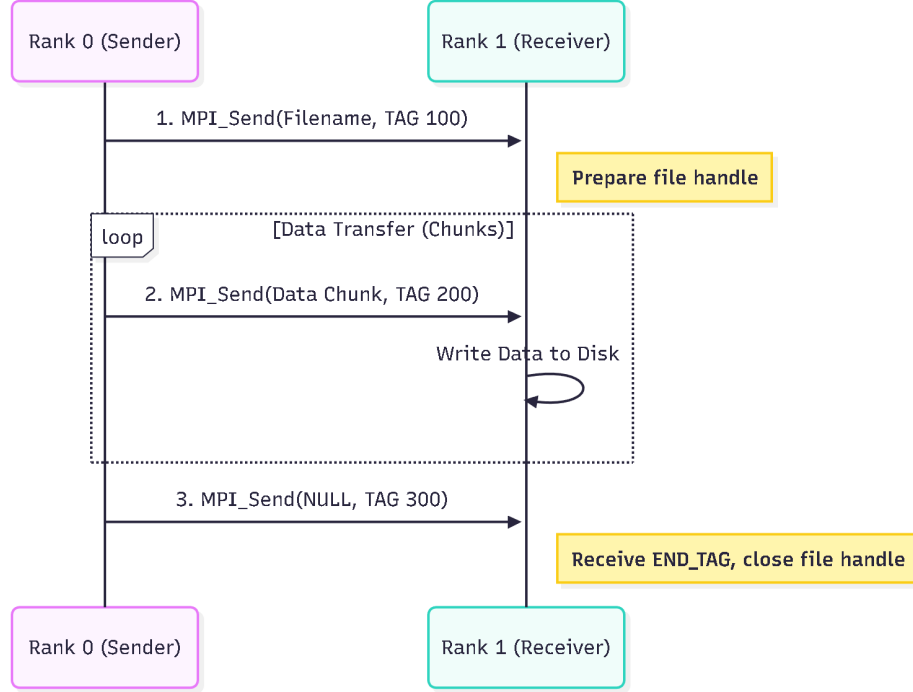 Rank 0 (Sender)
Rank 1 (Receiver)
1. MPI_Send(Filename, TAG 100)
Prepare file handle
loop
[Data Transfer (Chunks)]
2. MPI_Send(Data Chunk, TAG 200)
Write Data to Disk
3. MPI_Send(NULL, TAG 300)
Receive END_TAG, close file handle
Rank 0 (Sender)
Rank 1 (Receiver)